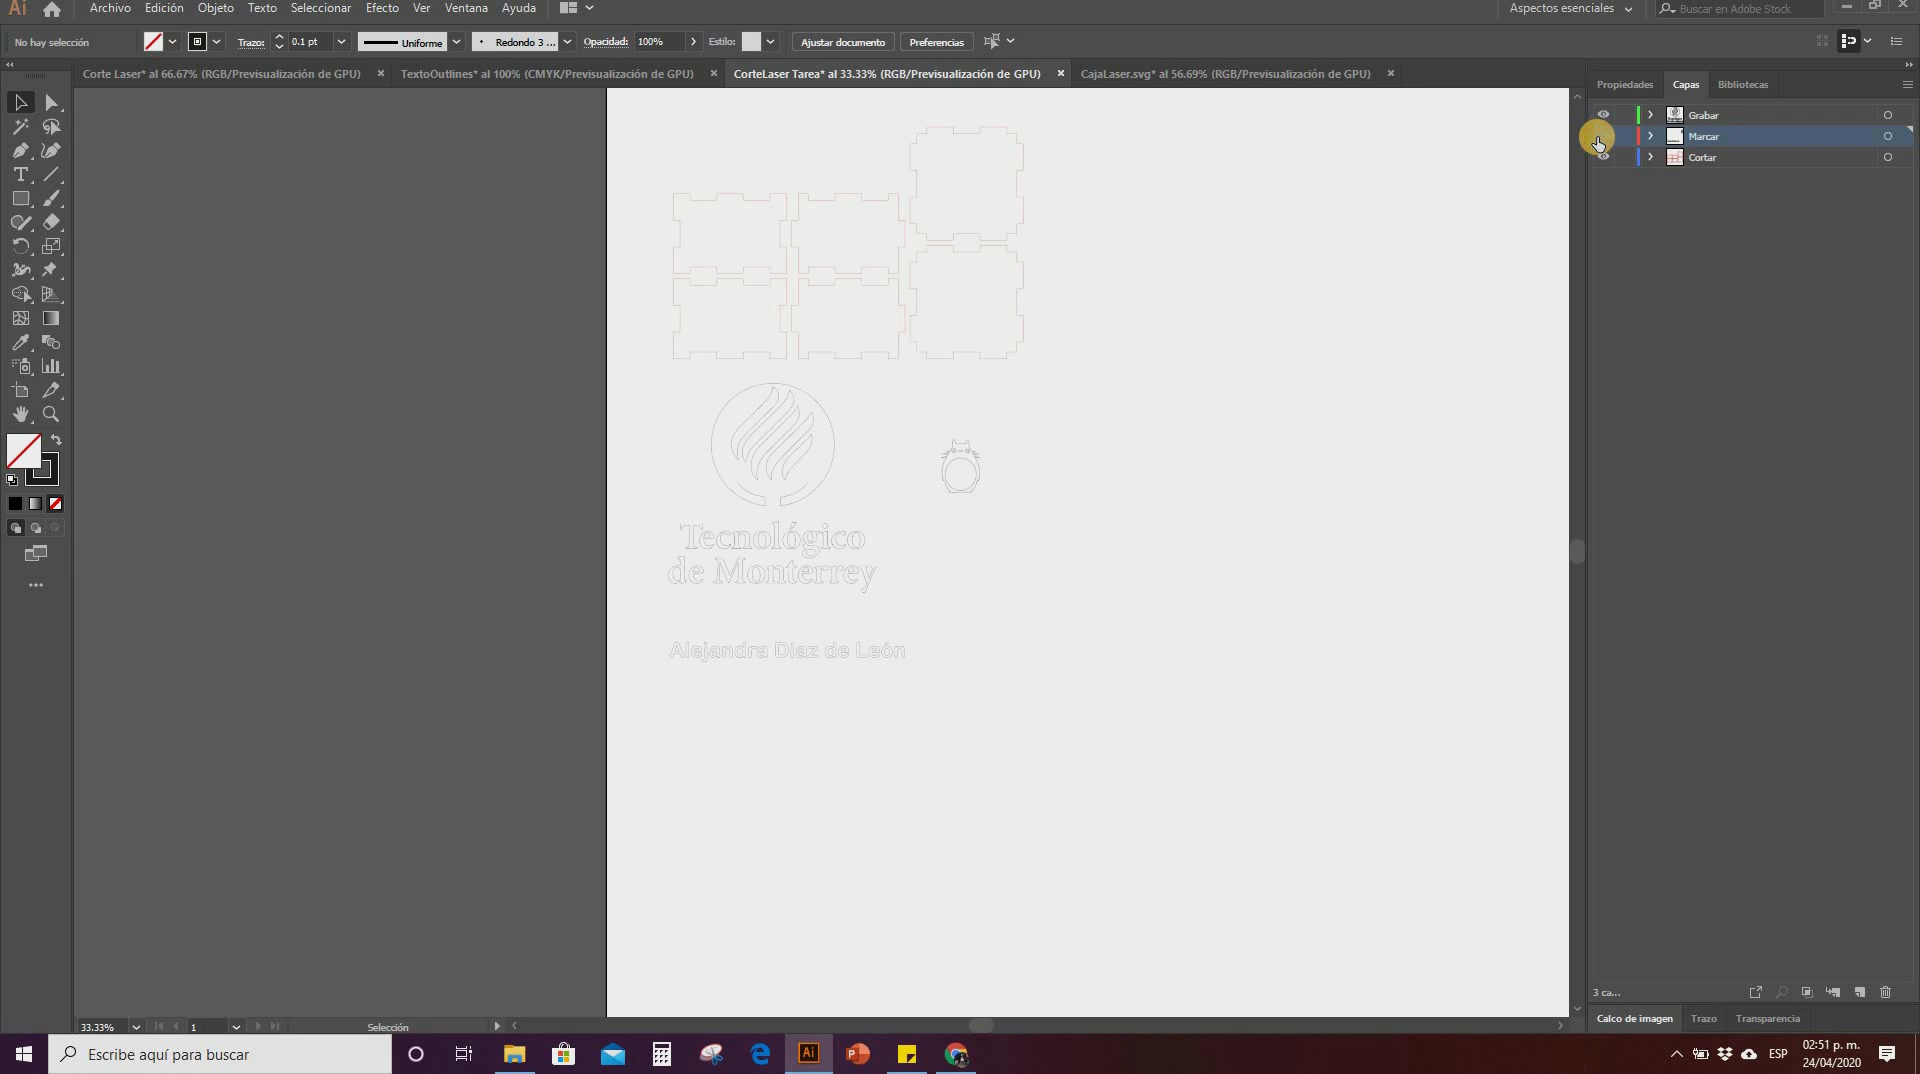 Ai Archivo Edición Objeto Texto Seleccionar Efecto Ver Ventana Ayuda Aspectos esenciales Buscar en Adobe Stock
No hay selección Trazo: 0.1 pt Uniforme Redondo 3 ... Opacidad: 100% Estilo: Ajustar documento Preferencias
Corte Laser* al 66.67% (RGB/Previsualización de GPU) TextoOutlines* al 100% (CMYK/Previsualización de GPU) CorteLaser Tarea* al 33.33% (RGB/Previsualización de GPU) CajaLaser.svg* al 56.69% (RGB/Previsualización de GPU)
Propiedades Capas Bibliotecas
Grabar
Marcar
Cortar
Tecnológico
de Monterrey
Alejandra Díaz de León
3 ca...
Calco de imagen Trazo Transparencia
33.33% 1 Selección
Escribe aquí para buscar
Ai
ESP
02:51 p. m.
24/04/2020